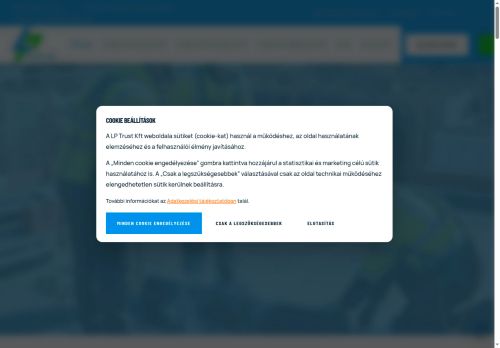 COOKIE BEÁLLÍTÁSOK
A LP Trust Kft weboldala sütiket (cookie-kat) használ a működéshez, az oldal használatának
elemzéséhez és a felhasználói élmény javításához.
A „Minden cookie engedélyezése" gombra kattintva hozzájárul a statisztikai és marketing célú sütik
használatához is. A „Csak a legszükségesebbek" választásával csak az oldal technikai működéséhez
elengedhetetlen sütik kerülnek beállításra.
További információkat az Adatkezelési tájékoztatóban talál.
MINDEN COOKIE ENGEDÉLYEZÉSE CSAK A LEGSZÜKSÉGESEBBEK ELUTASÍTÁS